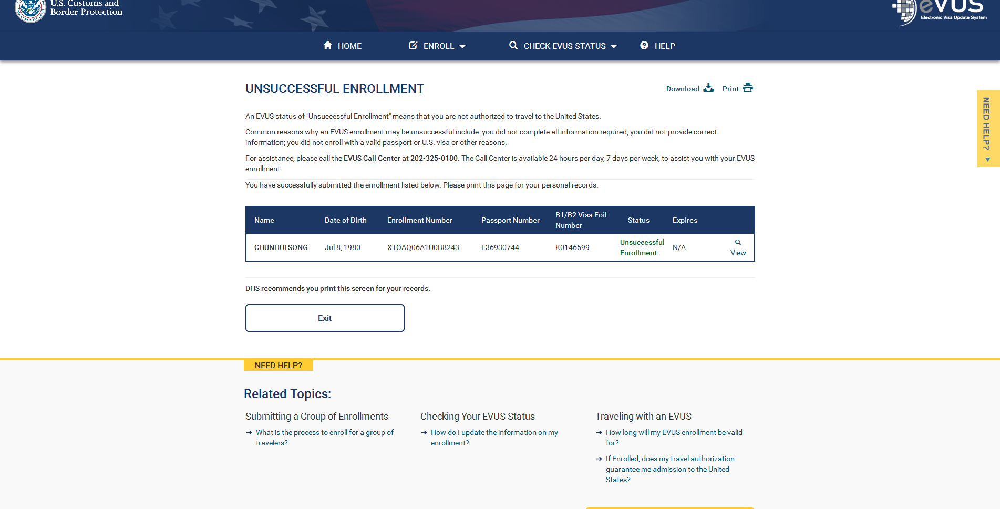 U.S. Customs and
Border Protection
eVUS
Electronic Visa Update System
HOME
ENROLL
CHECK EVUS STATUS
HELP
UNSUCCESSFUL ENROLLMENT
Download
Print
NEED HELP?
An EVUS status of "Unsuccessful Enrollment" means that you are not authorized to travel to the United States.
Common reasons why an EVUS enrollment may be unsuccessful include: you did not complete all information required; you did not provide correct
information; you did not enroll with a valid passport or U.S. visa or other reasons.
For assistance, please call the EVUS Call Center at 202-325-0180. The Call Center is available 24 hours per day, 7 days per week, to assist you with your EVUS
enrollment.
You have successfully submitted the enrollment listed below. Please print this page for your personal records.
Name Date of Birth Enrollment Number Passport Number B1/B2 Visa Foil Number Status Expires
CHUNHUI SONG Jul 8, 1980 XTOAQ06A1U0B8243 E36930744 K0146599 Unsuccessful Enrollment N/A View
DHS recommends you print this screen for your records.
Exit
NEED HELP?
Related Topics:
Submitting a Group of Enrollments
What is the process to enroll for a group of
travelers?
Checking Your EVUS Status
How do I update the information on my
enrollment?
Traveling with an EVUS
How long will my EVUS enrollment be valid
for?
If Enrolled, does my travel authorization
guarantee me admission to the United
States?